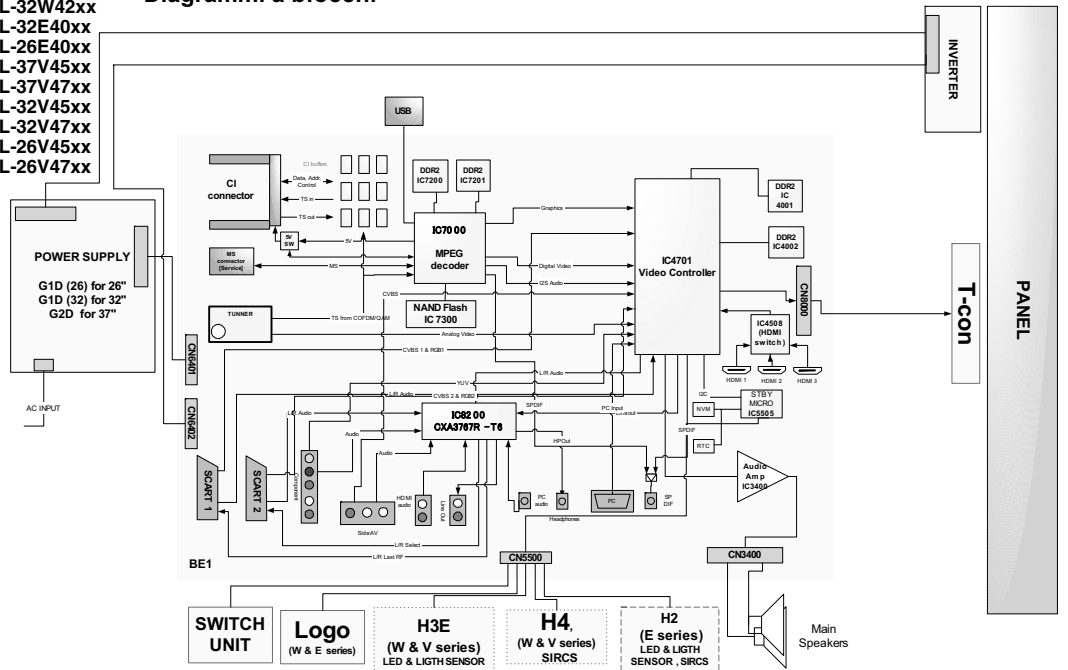 Diagrammi a blocchi
L-32W42xx
L-32E40xx
L-26E40xx
L-37V45xx
L-37V47xx
L-32V45xx
L-32V47xx
L-26V45xx
L-26V47xx
INVERTER
PANEL
T-con
USB
CI buffes
CI
connector
Data, Addr,
Control
TS in
TS out
5V
SW
5V
MS
connector
[Service]
MS
DDR2
IC7200
DDR2
IC7201
IC7000
MPEG
decoder
NAND Flash
IC 7300
Graphics
Digital Video
I2S Audio
CVBS
IC4701
Video Controller
DDR2
IC
4001
DDR2
IC4002
CN8000
IC4508
(HDMI
switch)
HDMI 1
HDMI 2
HDMI 3
POWER SUPPLY
G1D (26) for 26"
G1D (32) for 32"
G2D for 37"
AC INPUT
TUNNER
TS from COFDM/QAM
Analog Video
CN6401
CN6402
CVBS 1 & RGB1
L/R Audio
YUV
L/R Audio
CVBS 2 & RGB2
SPDIF
PC Input
I2C
NVM
STBY
MICRO
IC5505
SPDIF
RTC
L/R Audio
Audio
Audio
IC8200
CXA3767R -T6
HPOut
SCART 1
SCART 2
Component
Side AV
HDMI
audio
Line Out
PC
audio
Headphones
PC
SP
DIF
Audio
Amp
IC3400
L/R Select
L/R Last RF
BE1
CN5500
CN3400
SWITCH
UNIT
Logo
(W & E series)
H3E
(W & V series)
LED & LIGTH SENSOR
H4,
(W & V series)
SIRCS
H2
(E series)
LED & LIGTH
SENSOR , SIRCS
Main
Speakers